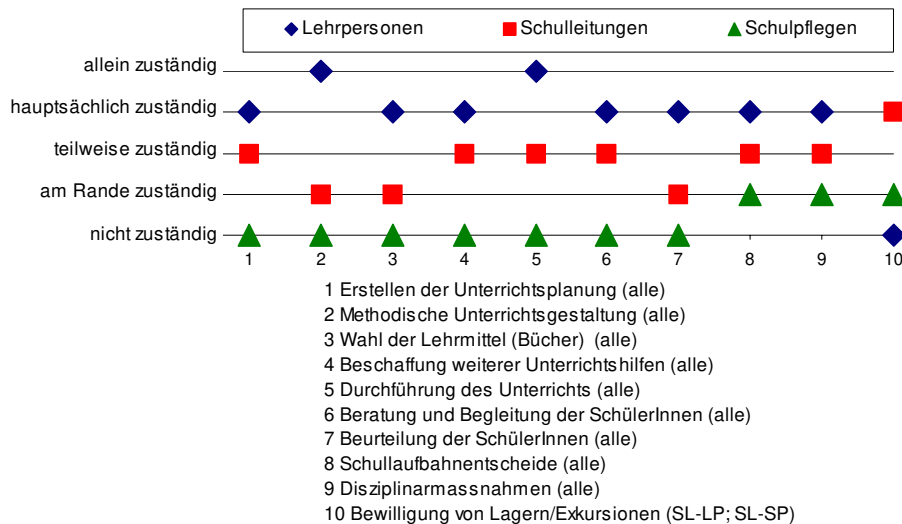 Lehrpersonen Schulleitungen Schulpflegen
allein zuständig
hauptsächlich zuständig
teilweise zuständig
am Rande zuständig
nicht zuständig
1 2 3 4 5 6 7 8 9 10
1 Erstellen der Unterrichtsplanung (alle)
2 Methodische Unterrichtsgestaltung (alle)
3 Wahl der Lehrmittel (Bücher) (alle)
4 Beschaffung weiterer Unterrichtshilfen (alle)
5 Durchführung des Unterrichts (alle)
6 Beratung und Begleitung der SchülerInnen (alle)
7 Beurteilung der SchülerInnen (alle)
8 Schullaufbahnentscheide (alle)
9 Disziplinarmassnahmen (alle)
10 Bewilligung von Lagern/Exkursionen (SL-LP; SL-SP)